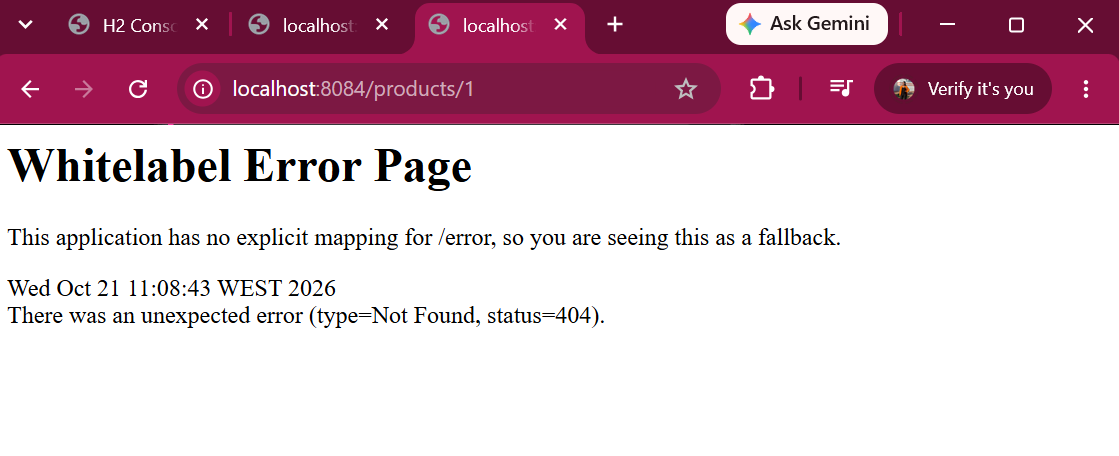 H2 Conso
localhost
localhost
Ask Gemini
localhost:8084/products/1
Verify it's you
Whitelabel Error Page
This application has no explicit mapping for /error, so you are seeing this as a fallback.
Wed Oct 21 11:08:43 WEST 2026
There was an unexpected error (type=Not Found, status=404).